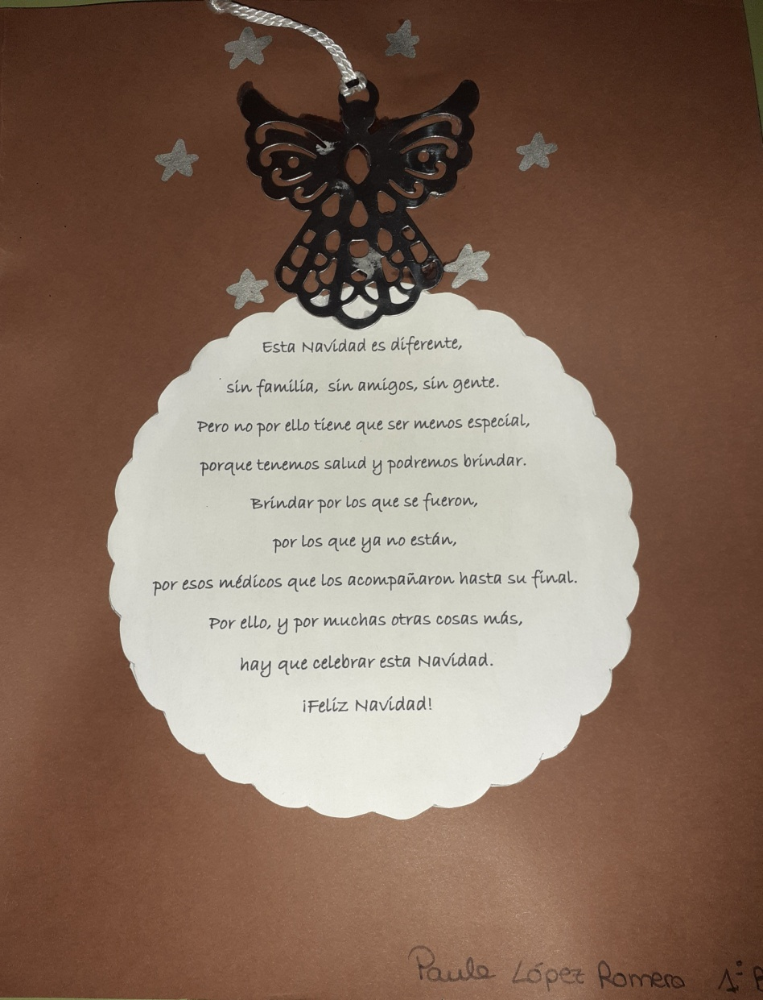 Esta Navidad es diferente,
sin familia, sin amigos, sin gente.
Pero no por ello tiene que ser menos especial,
porque tenemos salud y podremos brindar.
Brindar por los que se fueron,
por los que ya no están,
por esos médicos que los acompañaron hasta su final.
Por ello, y por muchas otras cosas más,
hay que celebrar esta Navidad.
¡Feliz Navidad!
Paula López Romero 1º